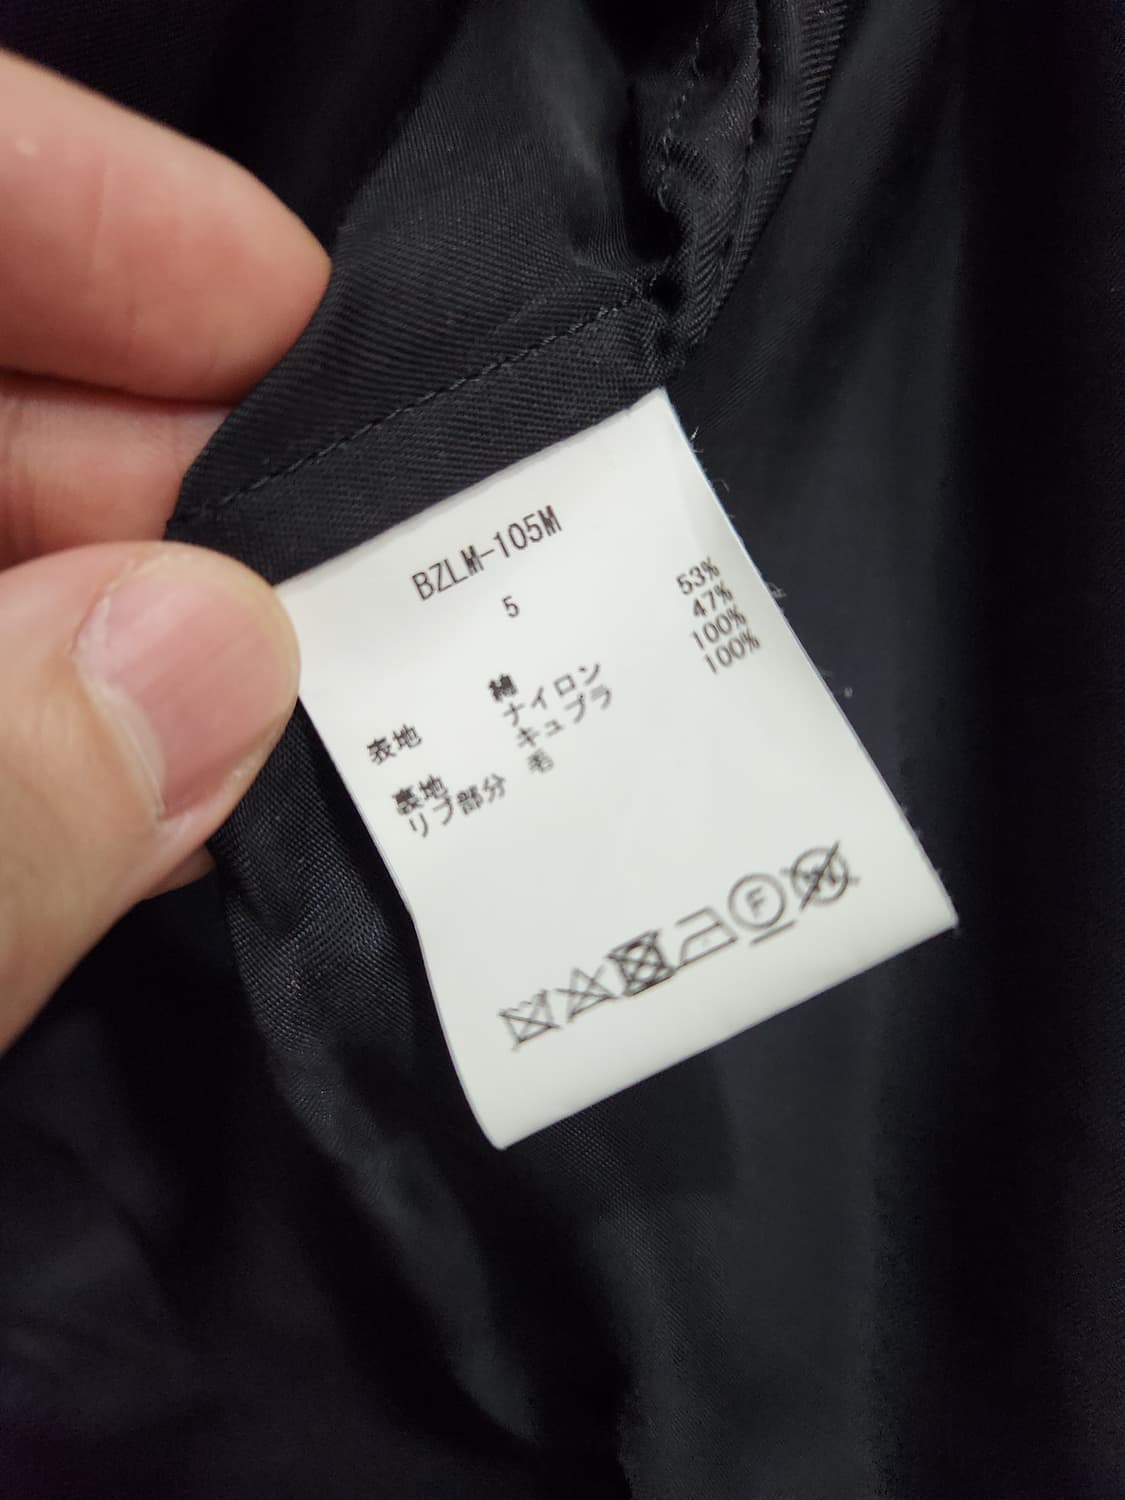 BZLM-105M
5
表地 綿 53%
ナイロン 47%
裏地 キュプラ 100%
リブ部分 毛 100%
F
W